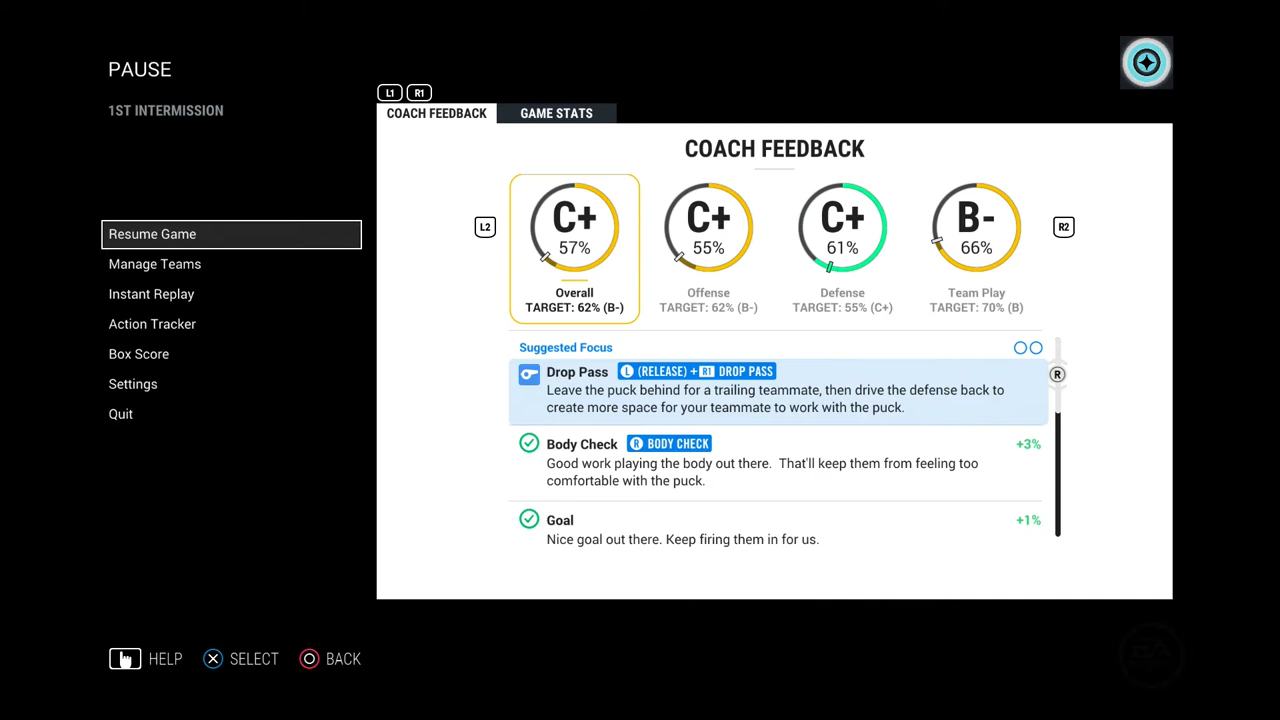 PAUSE
1ST INTERMISSION
L1 R1
COACH FEEDBACK GAME STATS
COACH FEEDBACK
L2 C+ C+ C+ B- R2
57% 55% 61% 66%
Overall Offense Defense Team Play
TARGET: 62% (B-) TARGET: 62% (B-) TARGET: 55% (C+) TARGET: 70% (B)
Resume Game
Manage Teams
Instant Replay
Action Tracker
Box Score
Settings
Quit
Suggested Focus
Drop Pass L (RELEASE) + R1 DROP PASS R
Leave the puck behind for a trailing teammate, then drive the defense back to
create more space for your teammate to work with the puck.
Body Check R BODY CHECK +3%
Good work playing the body out there. That'll keep them from feeling too
comfortable with the puck.
Goal +1%
Nice goal out there. Keep firing them in for us.
HELP SELECT BACK
EA